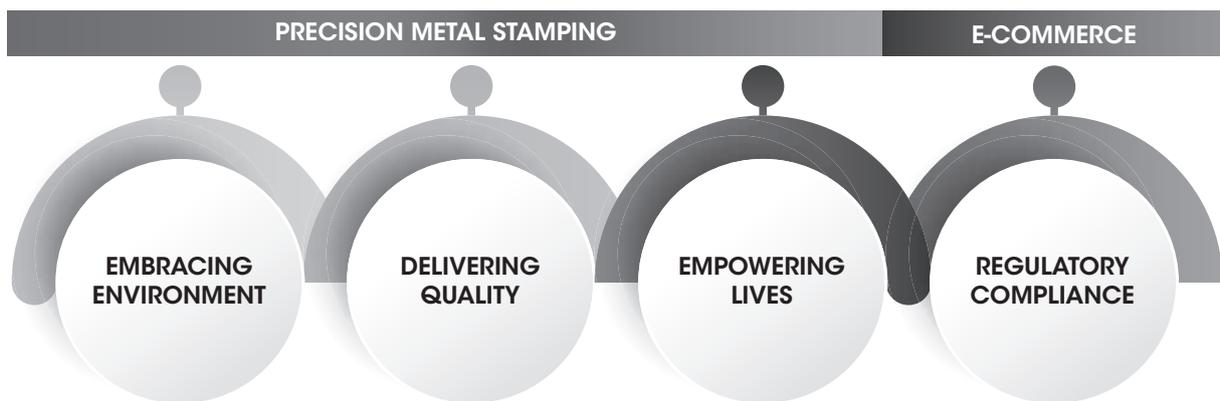 PRECISION METAL STAMPING
E-COMMERCE
EMBRACING
ENVIRONMENT
DELIVERING
QUALITY
EMPOWERING
LIVES
REGULATORY
COMPLIANCE